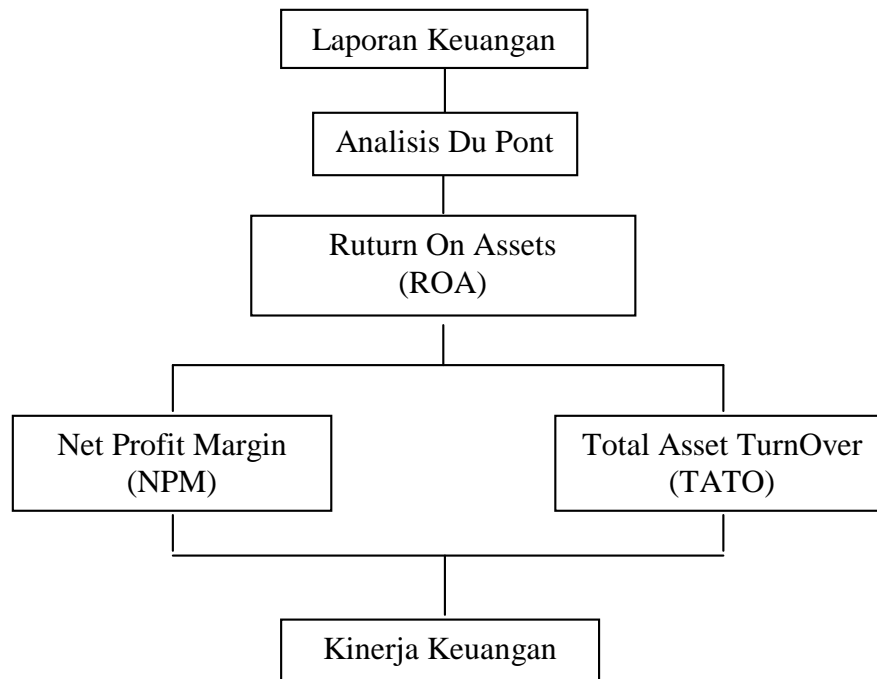 Laporan Keuangan
Analisis Du Pont
Ruturn On Assets
(ROA)
Net Profit Margin
(NPM)
Total Asset TurnOver
(TATO)
Kinerja Keuangan